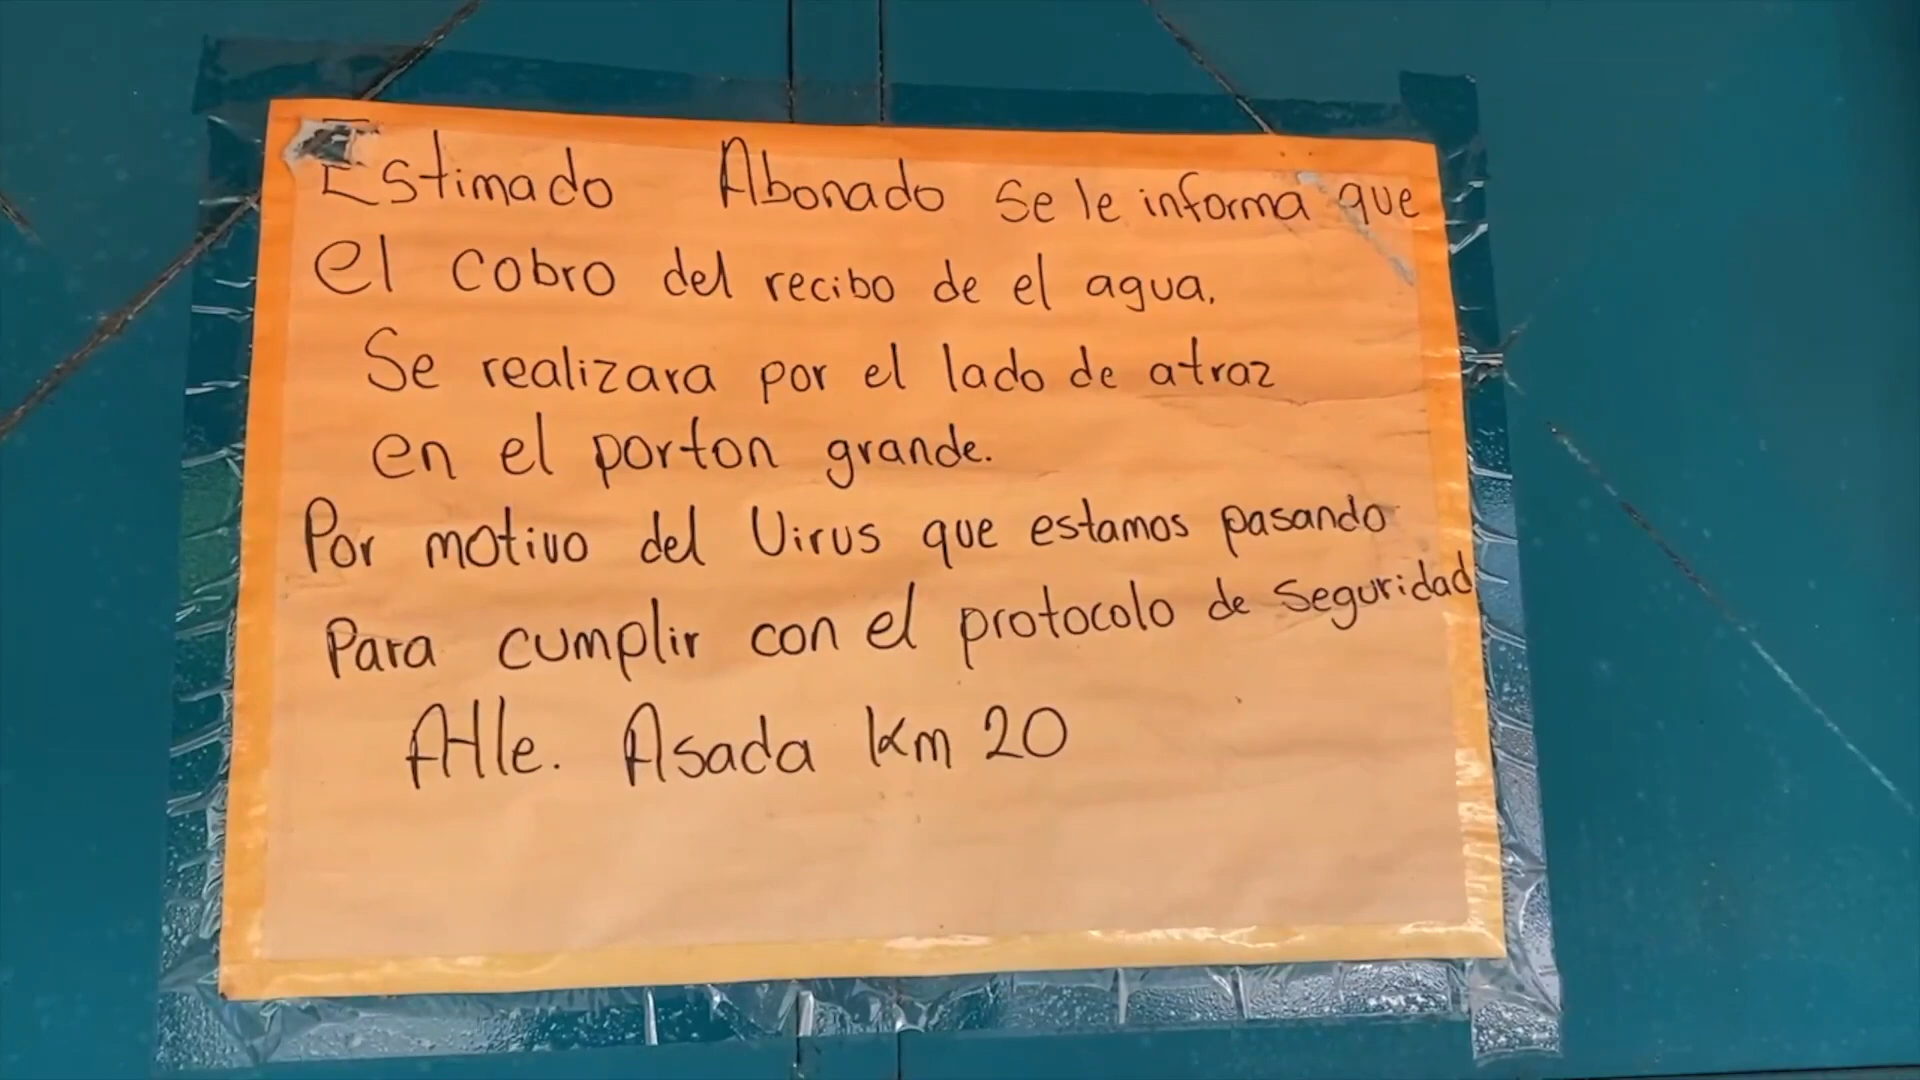 Estimado Abonado se le informa que
el cobro del recibo de el agua.
Se realizara por el lado de atraz
en el porton grande.
Por motivo del Virus que estamos pasando
Para cumplir con el protocolo de Seguridad
Atte. Asada Km 20